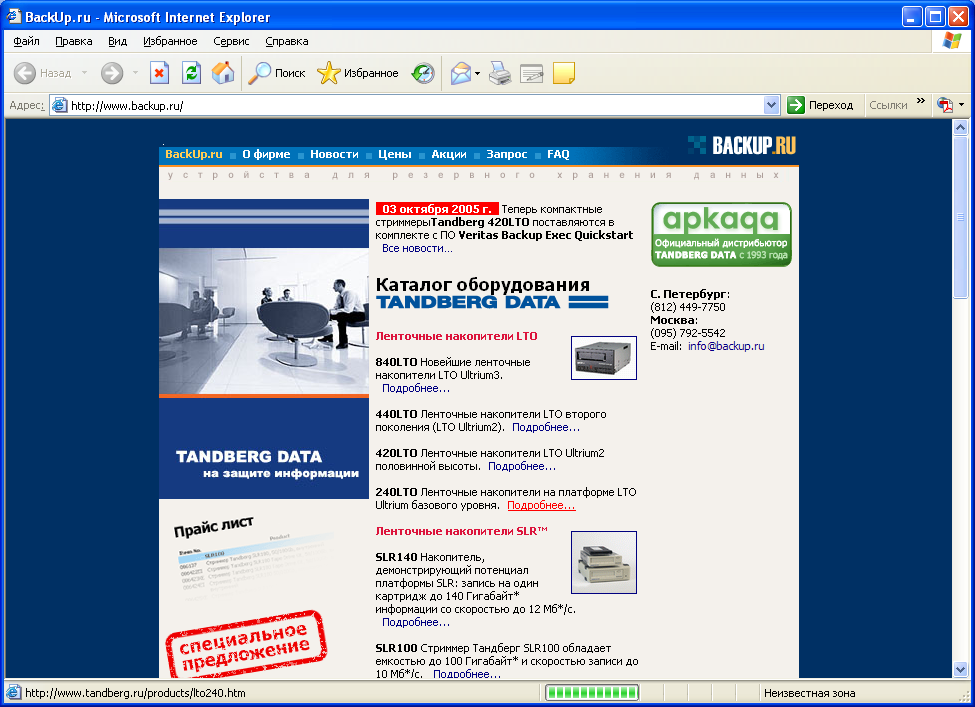 BackUp.ru - Microsoft Internet Explorer
Файл Правка Вид Избранное Сервис Справка
Назад Поиск Избранное
Адрес: http://www.backup.ru/ Переход Ссылки »
BACKUP.RU
BackUp.ru О фирме Новости Цены Акции Запрос FAQ
устройства для резервного хранения данных
03 октября 2005 г. Теперь компактные
стриммерыTandberg 420LTO поставляются в
комплекте с ПО Veritas Backup Exec Quickstart
Все новости...
аркада
Официальный дистрибьютор
TANDBERG DATA с 1993 года
Каталог оборудования
TANDBERG DATA
С. Петербург:
(812) 449-7750
Москва:
(095) 792-5542
E-mail: info@backup.ru
Ленточные накопители LTO
840LTO Новейшие ленточные
накопители LTO Ultrium3.
Подробнее...
440LTO Ленточные накопители LTO второго
поколения (LTO Ultrium2). Подробнее...
420LTO Ленточные накопители LTO Ultrium2
половинной высоты. Подробнее...
240LTO Ленточные накопители на платформе LTO
Ultrium базового уровня. Подробнее...
TANDBERG DATA
на защите информации
Ленточные накопители SLR™
SLR140 Накопитель,
демонстрирующий потенциал
платформы SLR: запись на один
картридж до 140 Гигабайт*
информации со скоростью до 12 Мб*/с.
Подробнее...
SLR100 Стриммер Тандберг SLR100 обладает
емкостью до 100 Гигабайт* и скоростью записи до
10 Мб*/с. Подробнее...
Прайс лист
Product
SLR100
специальное
предложение
http://www.tandberg.ru/products/lto240.htm Неизвестная зона